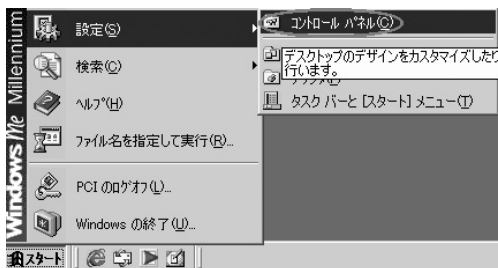 Windows Me Millennium
設定(S)
検索(C)
ヘルプ(H)
ファイル名を指定して実行(R)...
PCI のログオフ(L)...
Windows の終了(U)...
コントロール パネル(C)
デスクトップのデザインをカスタマイズしたり
行います。
タスク バーと [スタート] メニュー(T)
スタート